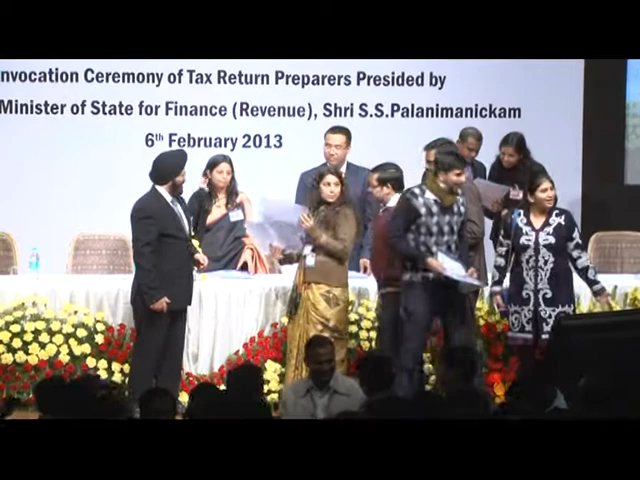 nvocation Ceremony of Tax Return Preparers Presided by
Minister of State for Finance (Revenue), Shri S.S.Palanimanickam
6th February 2013